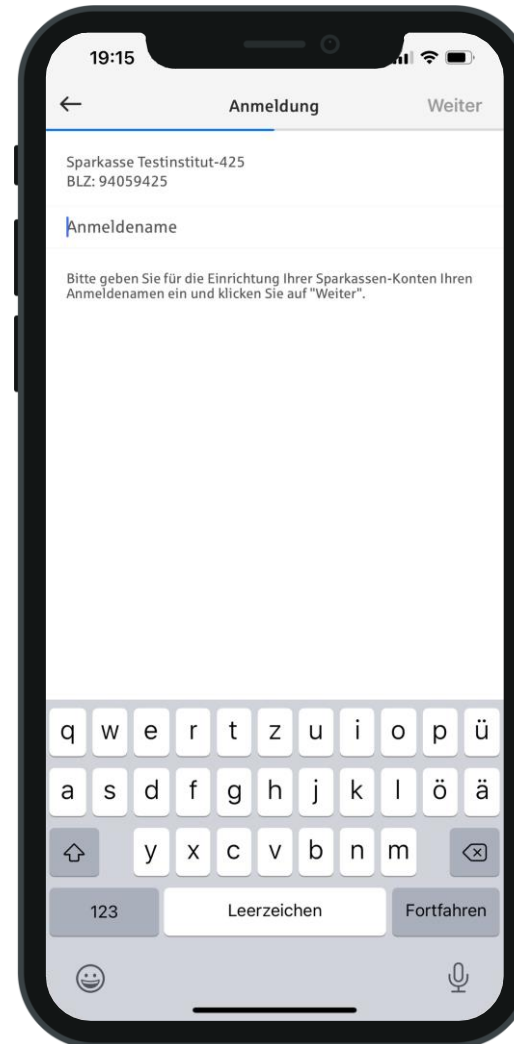 19:15
Anmeldung
Weiter
Sparkasse Testinstitut-425
BLZ: 94059425
Anmeldename
Bitte geben Sie für die Einrichtung Ihrer Sparkassen-Konten Ihren
Anmeldenamen ein und klicken Sie auf "Weiter".
q w e r t z u i o p ü
a s d f g h j k l ö ä
y x c v b n m
123 Leerzeichen Fortfahren